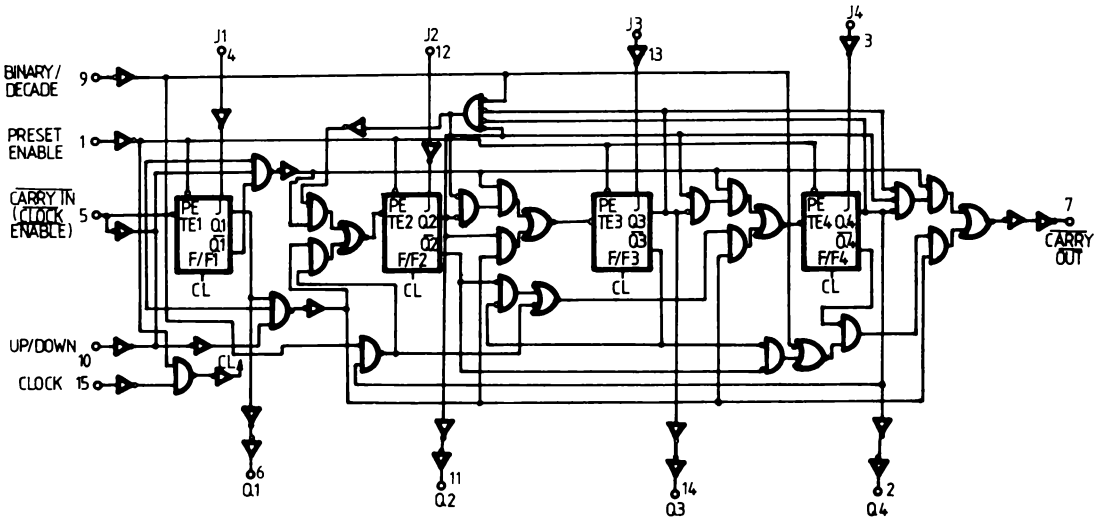 J1
4
J2
12
J3
13
J4
3
BINARY/
DECADE
9
PRESET
ENABLE
1
CARRY IN
(CLOCK
ENABLE)
5
PE J
TE1 Q1
Q1
F/F1
CL
PE J
TE2 Q2
Q2
F/F2
CL
PE J
TE3 Q3
Q3
F/F3
CL
PE J
TE4 Q4
Q4
F/F4
CL
7
CARRY
OUT
UP/DOWN
10
CL
CLOCK 15
6
Q1
11
Q2
14
Q3
2
Q4